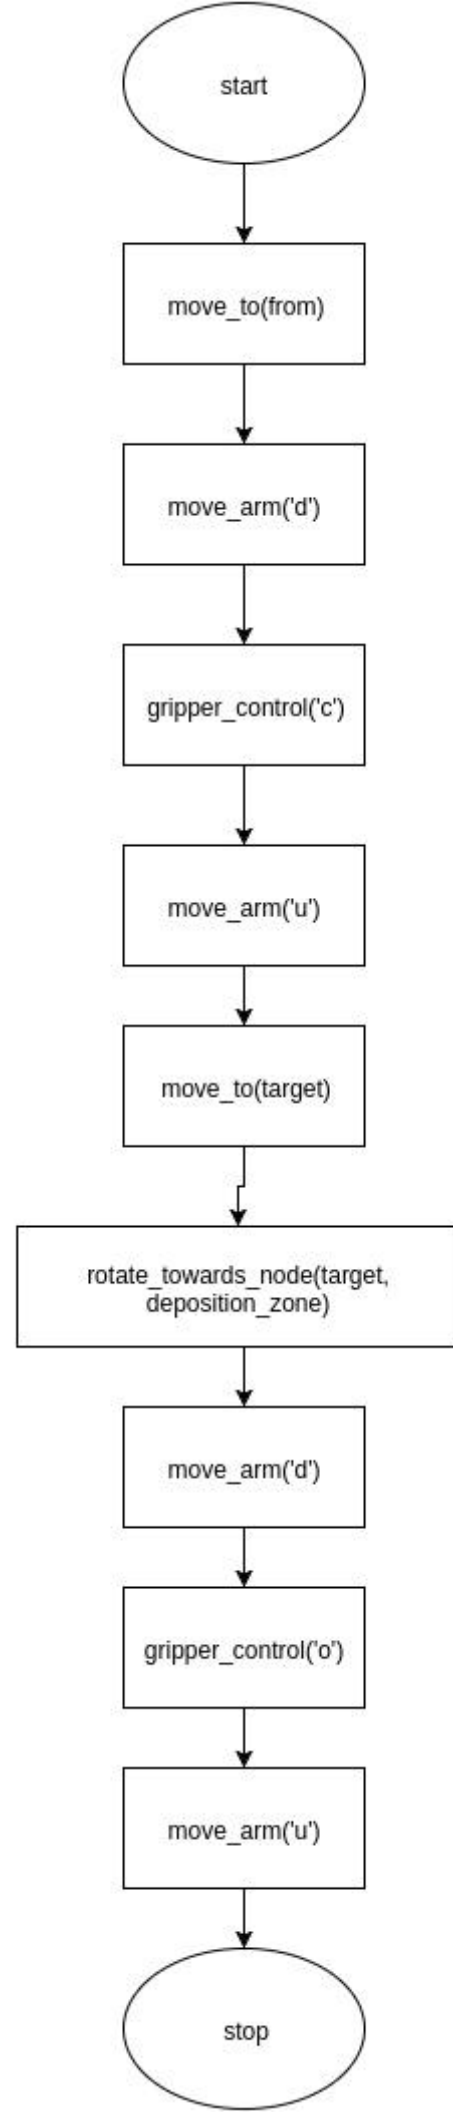 start
move_to(from)
move_arm('d')
gripper_control('c')
move_arm('u')
move_to(target)
rotate_towards_node(target,
deposition_zone)
move_arm('d')
gripper_control('o')
move_arm('u')
stop